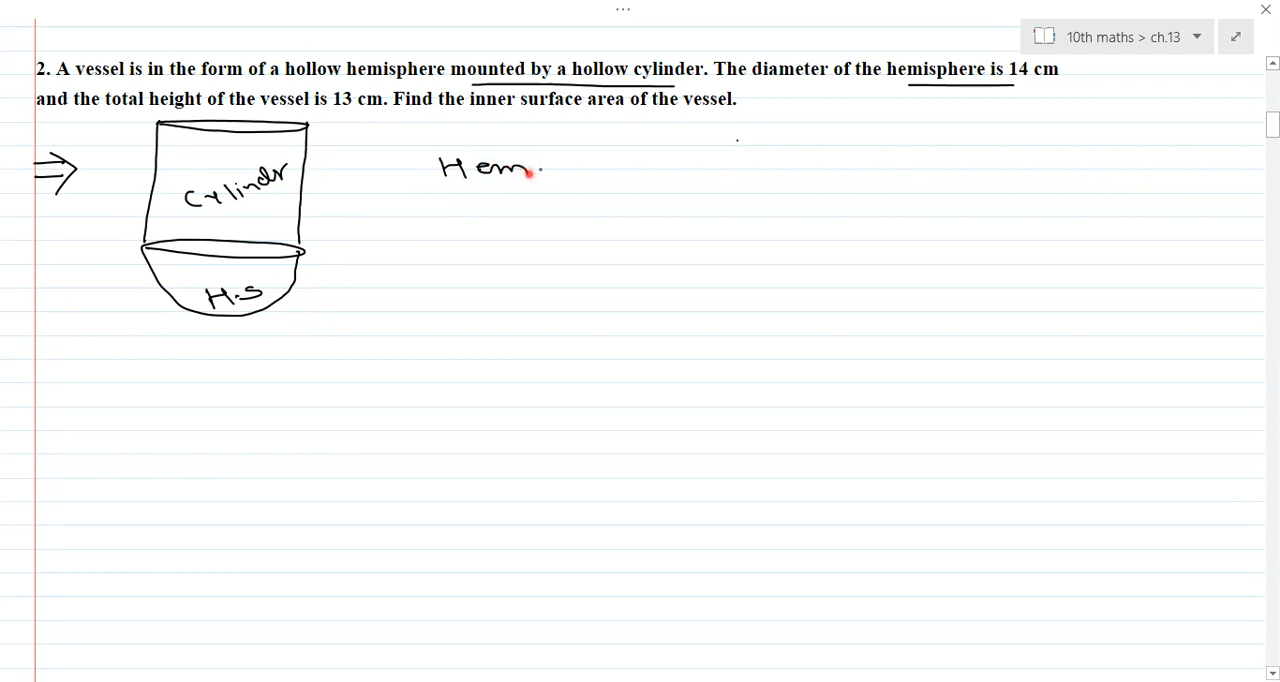 10th maths > ch.13
2. A vessel is in the form of a hollow hemisphere mounted by a hollow cylinder. The diameter of the hemisphere is 14 cm
and the total height of the vessel is 13 cm. Find the inner surface area of the vessel.
Cylindr
Hem.
H.S